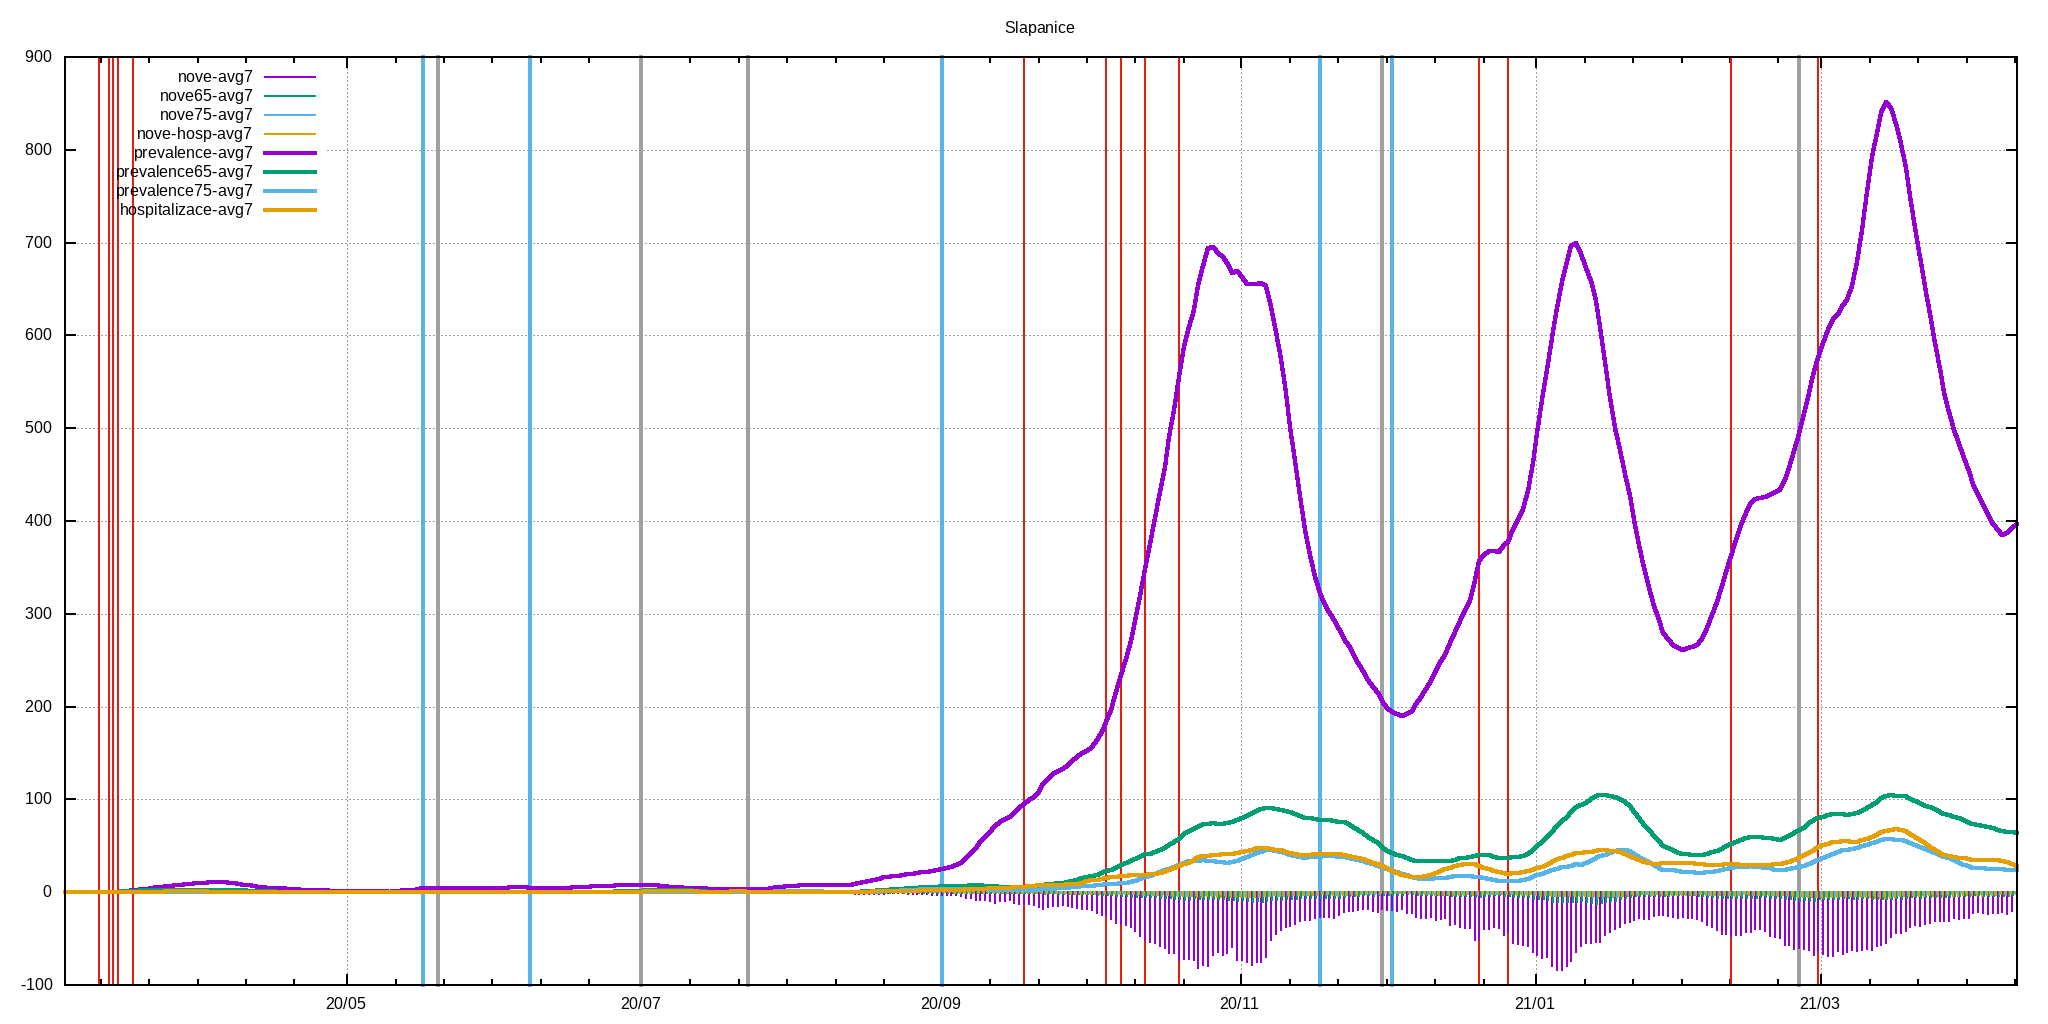 Slapanice
900
800
700
600
500
400
300
200
100
0
-100
nove-avg7
nove65-avg7
nove75-avg7
nove-hosp-avg7
prevalence-avg7
prevalence65-avg7
prevalence75-avg7
hospitalizace-avg7
20/05 20/07 20/09 20/11 21/01 21/03